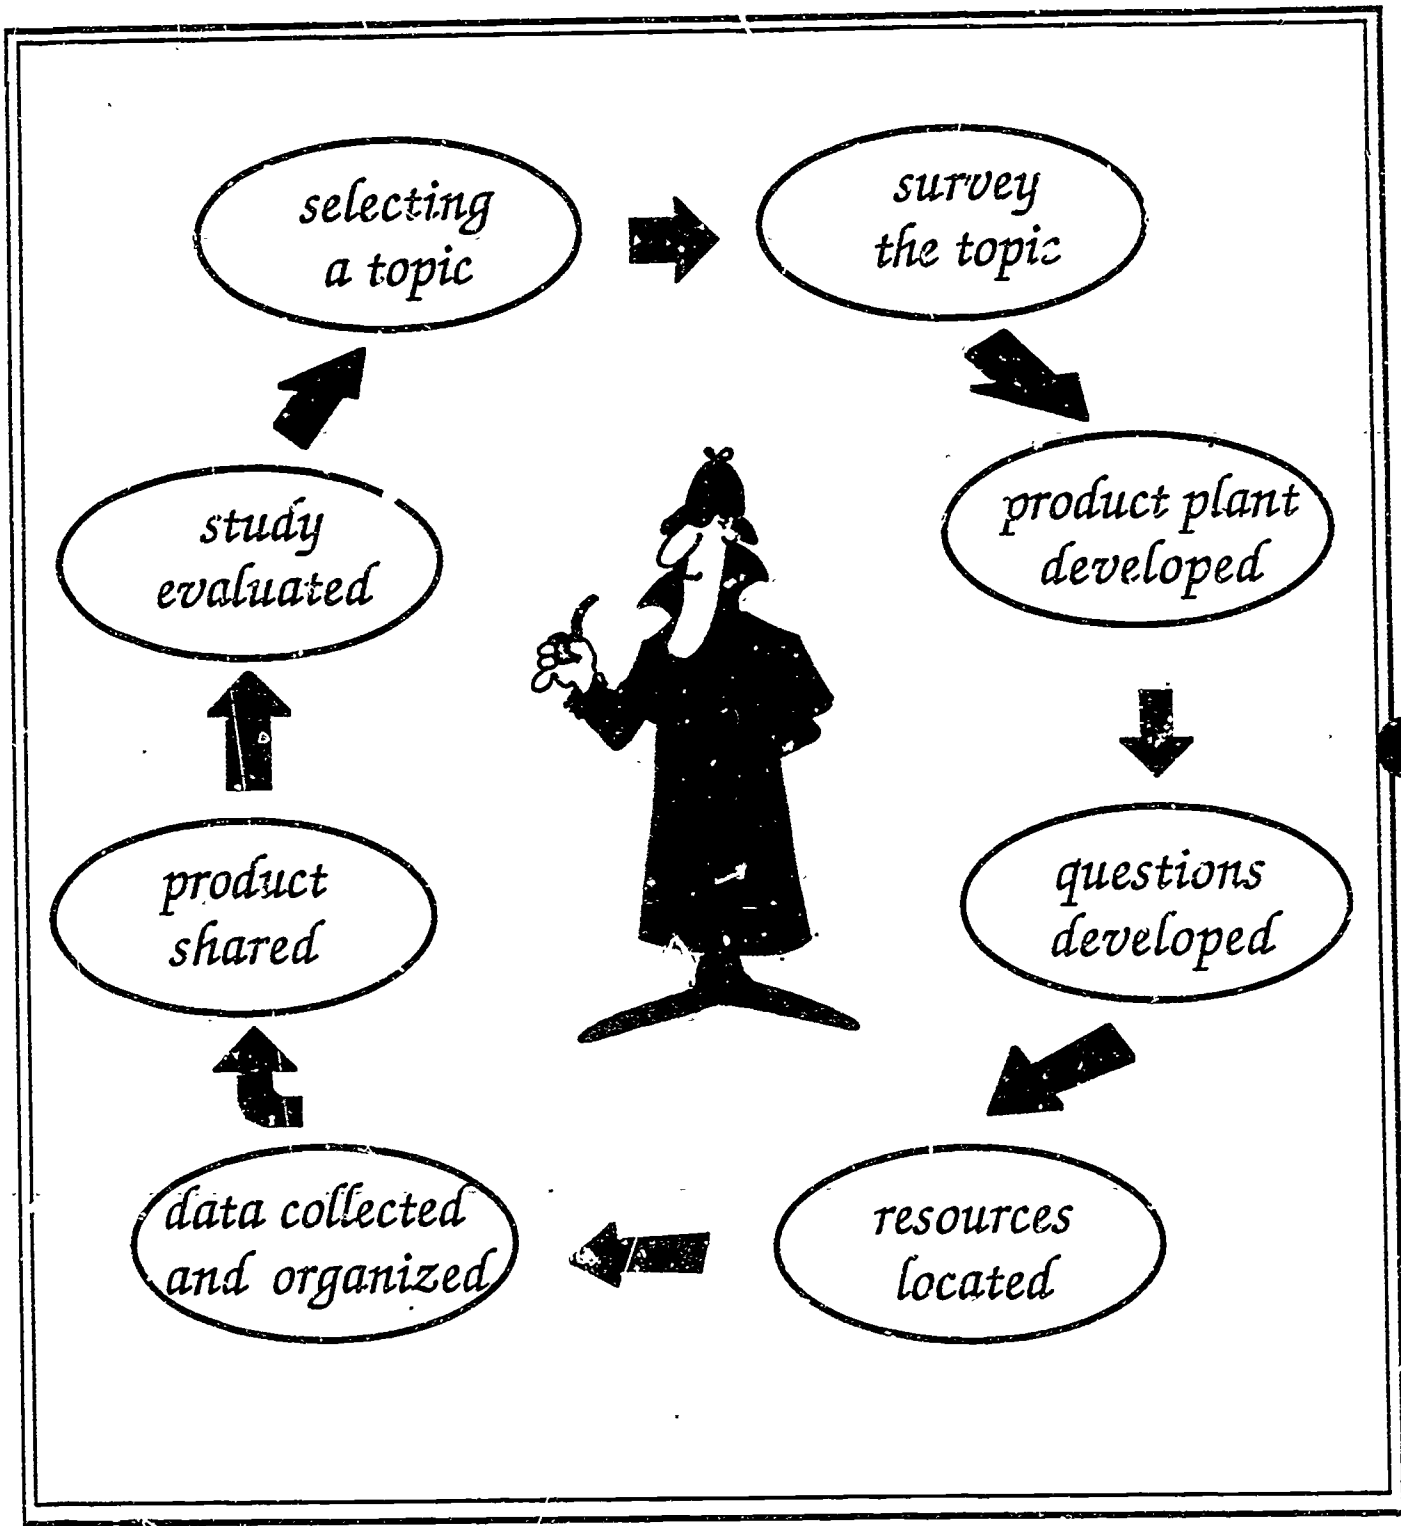 selecting
a topic
survey
the topic
product plant
developed
questions
developed
resources
located
data collected
and organized
product
shared
study
evaluated